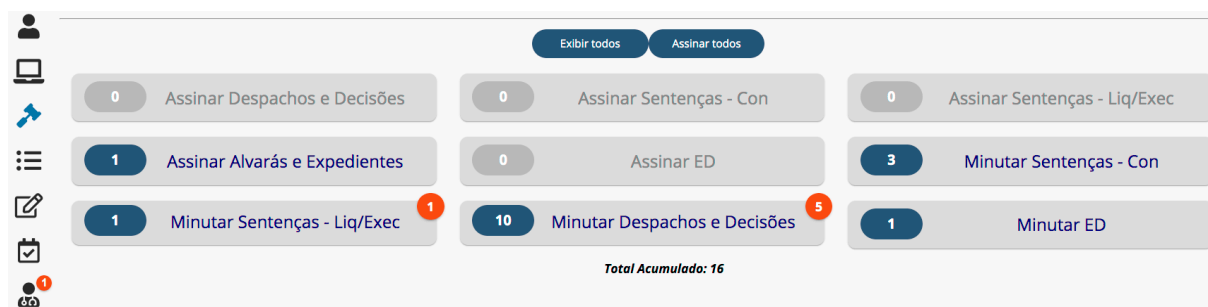 Exibir todos Assinar todos
0 Assinar Despachos e Decisões 0 Assinar Sentenças - Con 0 Assinar Sentenças - Liq/Exec
1 Assinar Alvarás e Expedientes 0 Assinar ED 3 Minutar Sentenças - Con
1 Minutar Sentenças - Liq/Exec 1 10 Minutar Despachos e Decisões 5 1 Minutar ED
Total Acumulado: 16
1